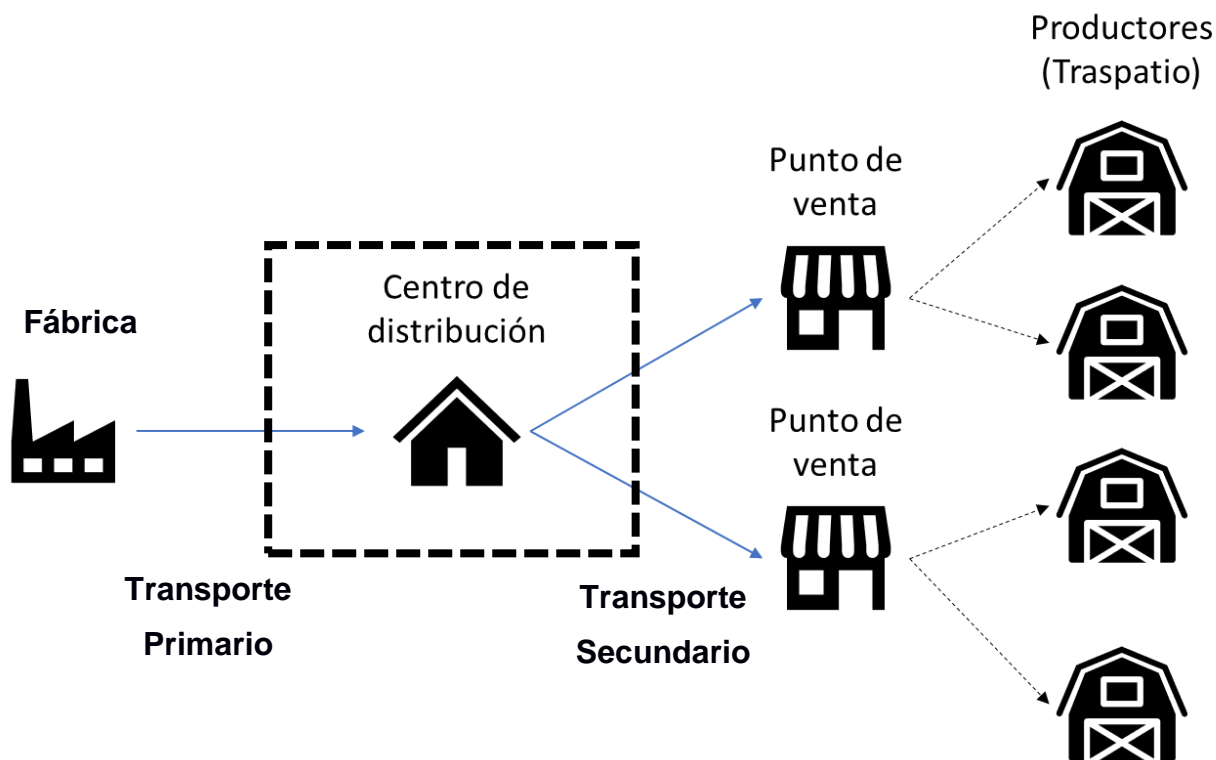 Productores
(Traspatio)
Punto de
venta
Centro de
distribución
Fábrica
Punto de
venta
Transporte
Primario
Transporte
Secundario